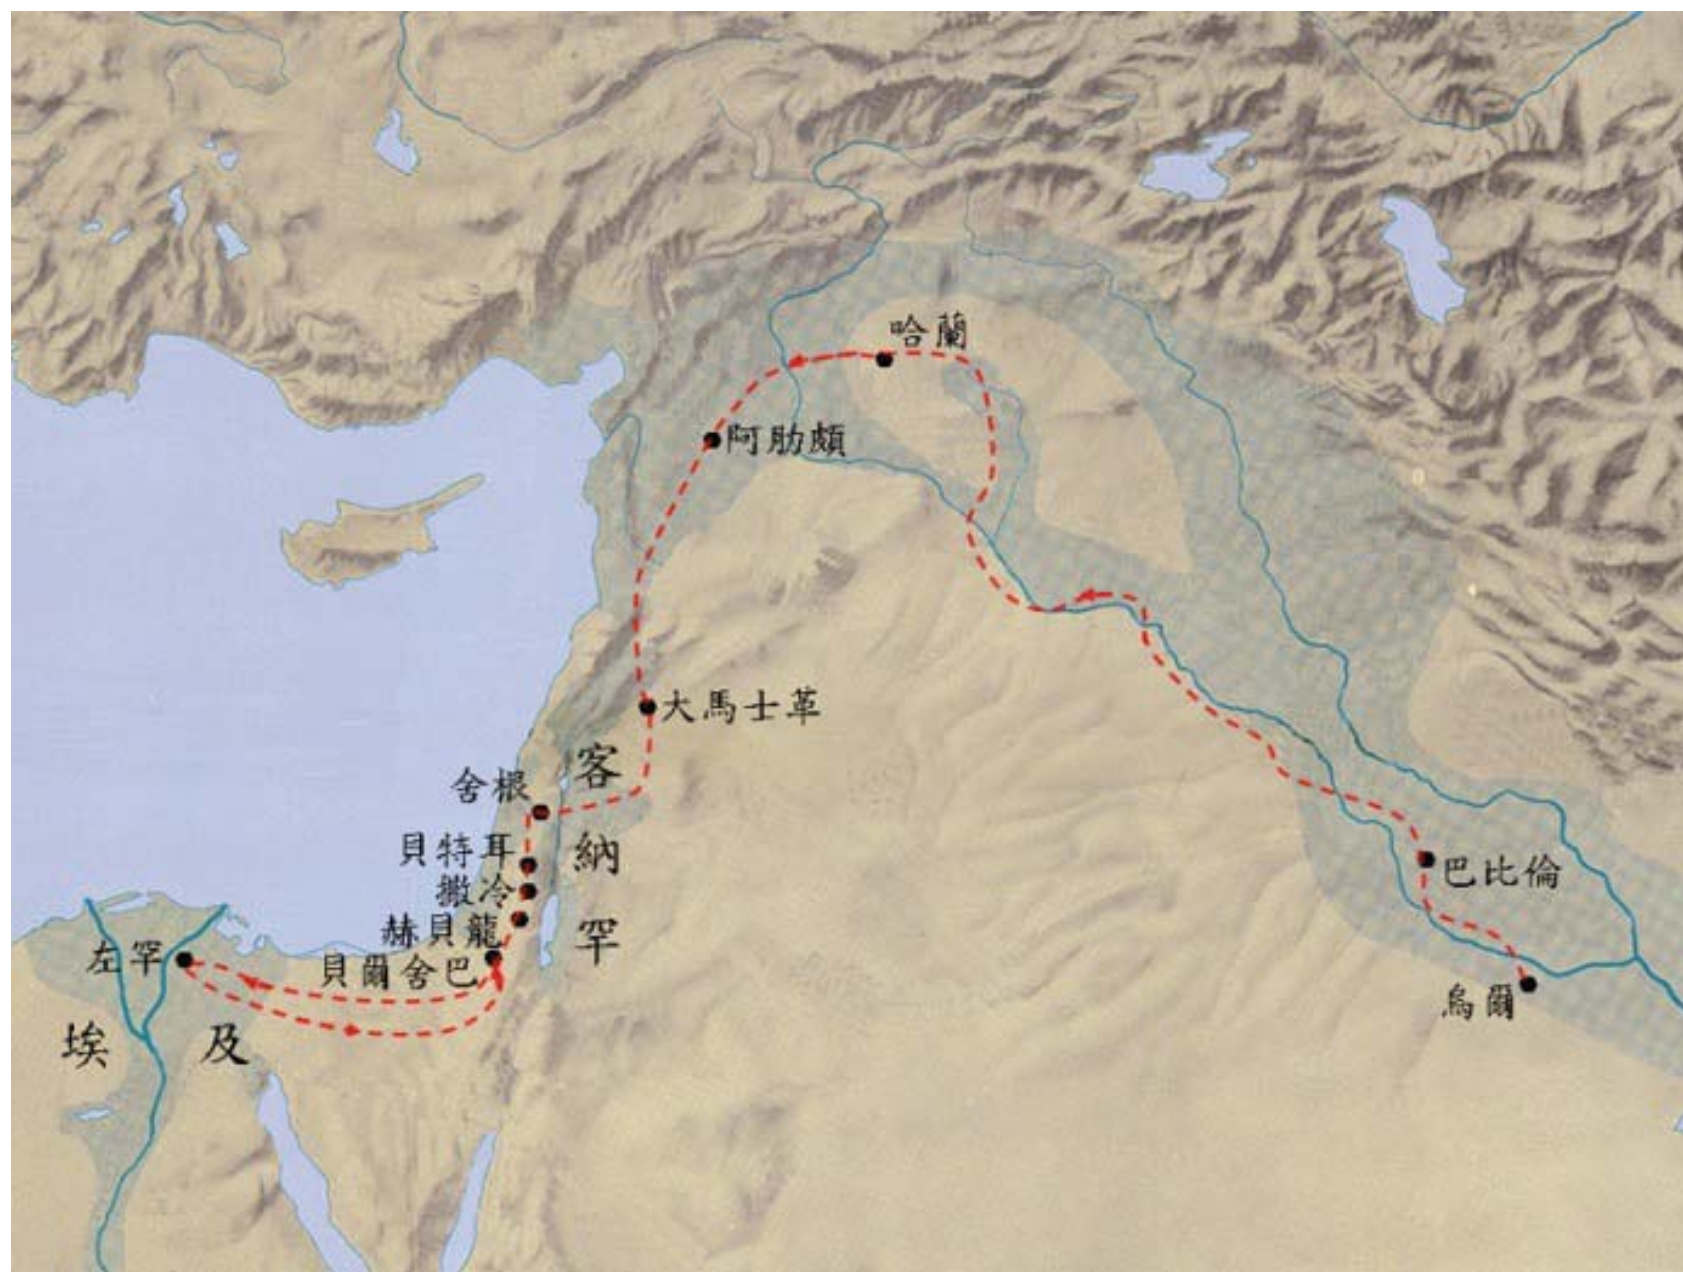 哈蘭
阿肋頗
大馬士革
客納罕
舍根
貝特耳
撒冷
赫貝龍
貝爾舍巴
左罕
埃及
巴比倫
烏爾